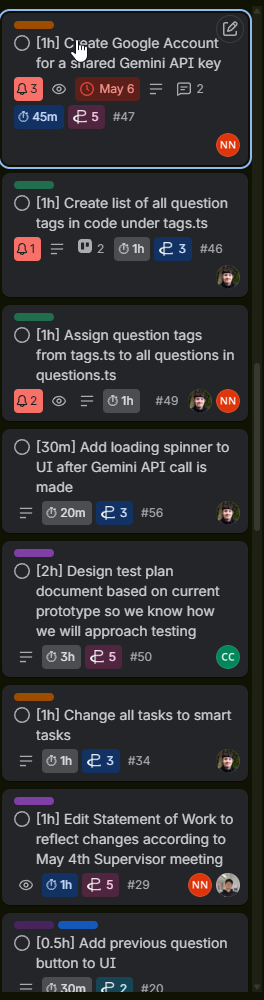 [1h] Create Google Account
for a shared Gemini API key
3 May 6 2
45m 5 #47
NN
[1h] Create list of all question
tags in code under tags.ts
1 2 1h 3 #46
[1h] Assign question tags
from tags.ts to all questions in
questions.ts
2 1h #49 NN
[30m] Add loading spinner to
UI after Gemini API call is
made
20m 3 #56
[2h] Design test plan
document based on current
prototype so we know how
we will approach testing
3h 5 #50 CC
[1h] Change all tasks to smart
tasks
1h 3 #34
[1h] Edit Statement of Work to
reflect changes according to
May 4th Supervisor meeting
1h 5 #29 NN
[0.5h] Add previous question
button to UI
30m 2 #20